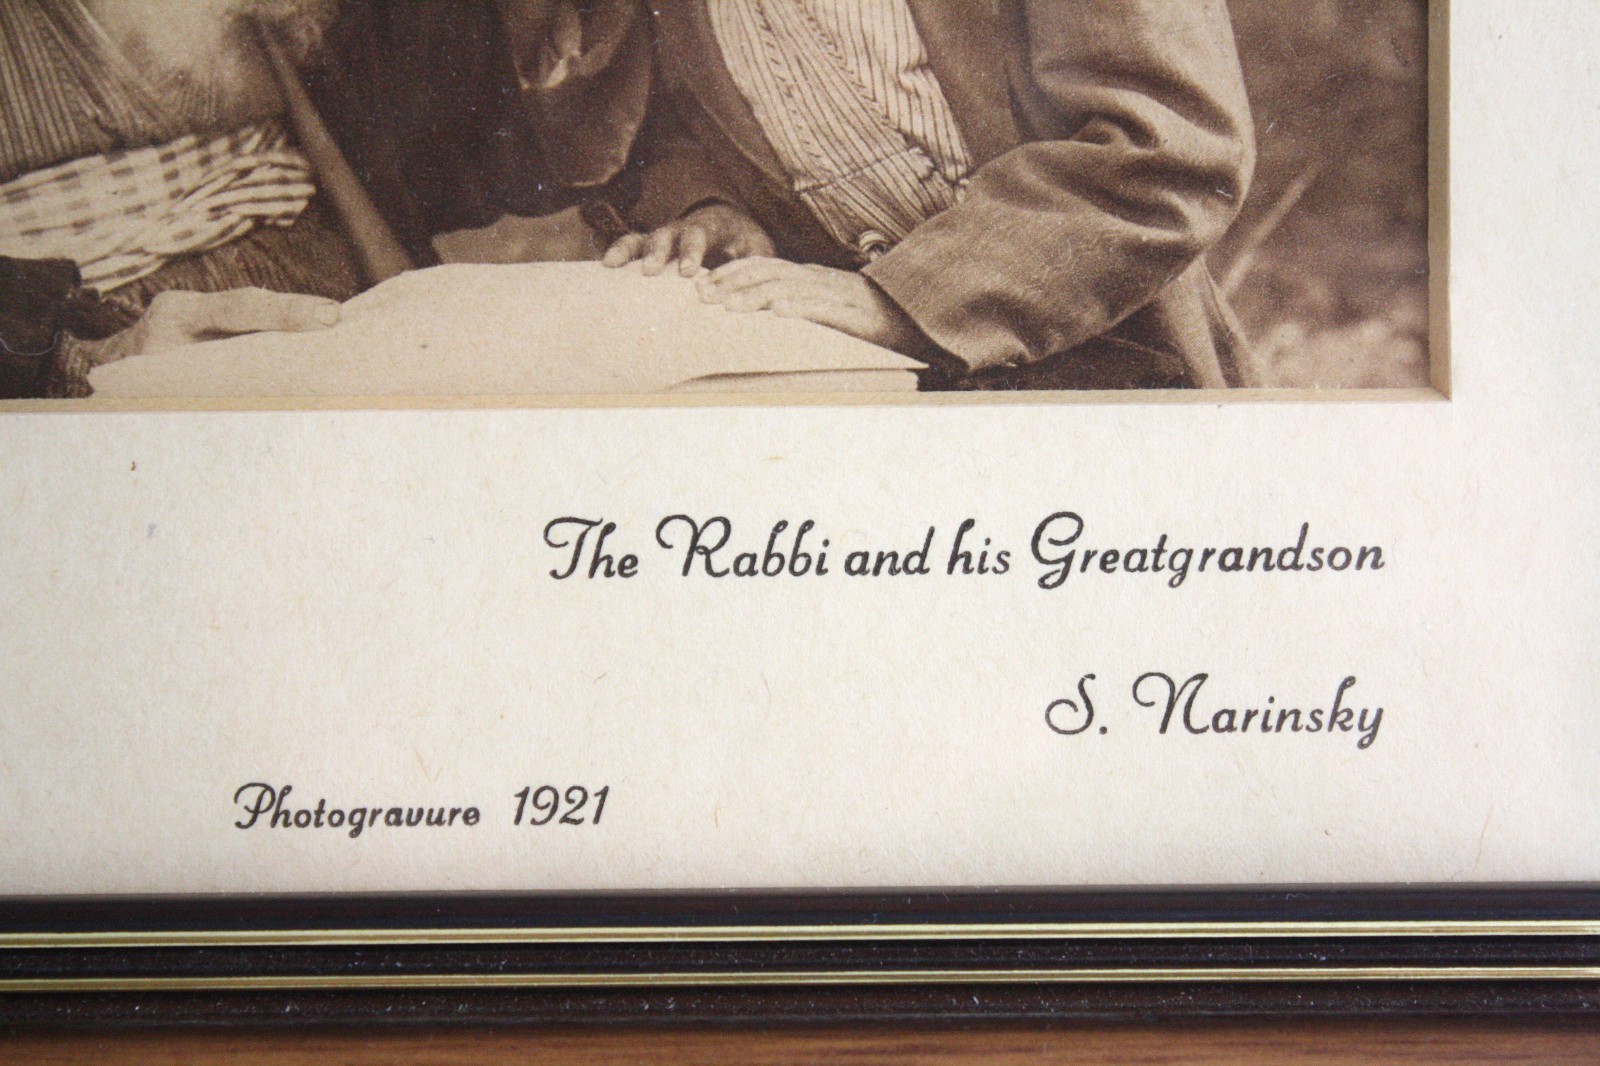 The Rabbi and his Greatgrandson
S. Narinsky
Photogravure 1921